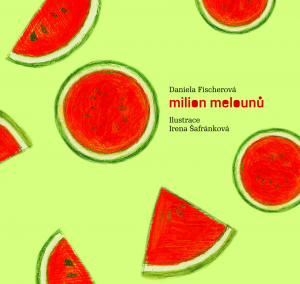 Daniela Fischerová
milion melounů
Ilustrace
Irena Šafránková